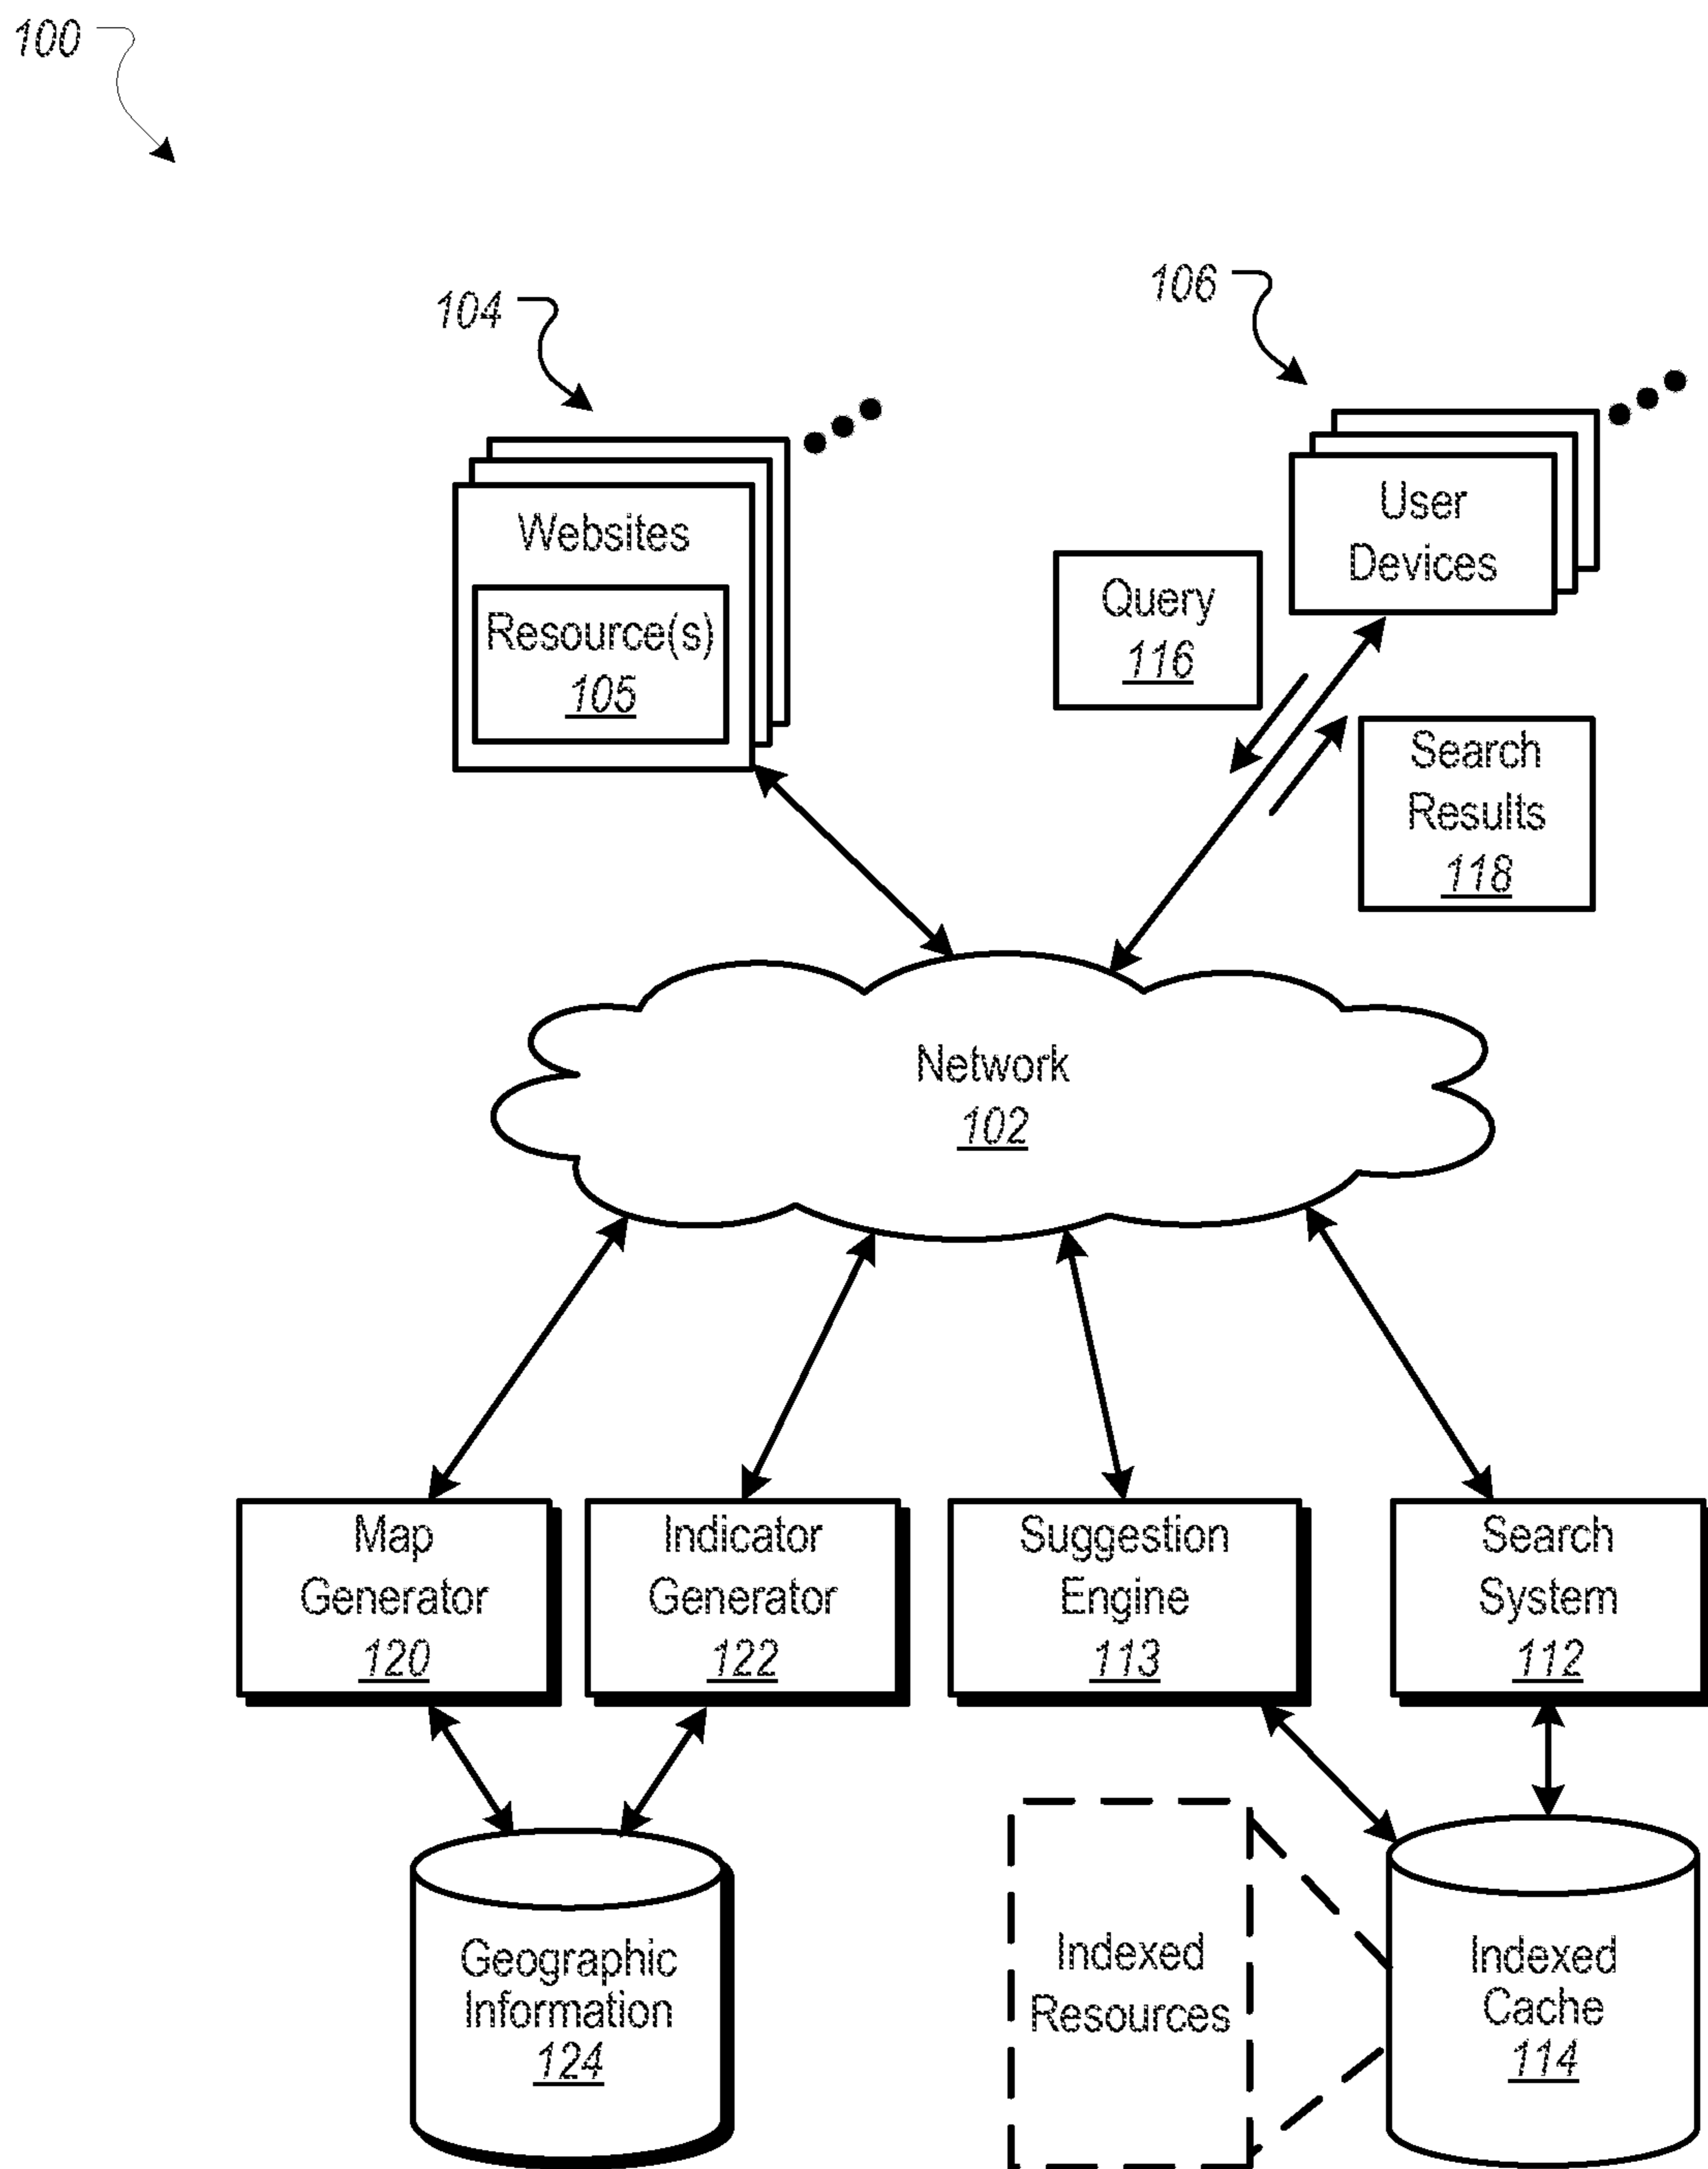 100
104
106
Websites
Resource(s)
105
User
Devices
Query
116
Search
Results
118
Network
102
Map
Generator
120
Indicator
Generator
122
Suggestion
Engine
113
Search
System
112
Geographic
Information
124
Indexed
Resources
Indexed
Cache
114